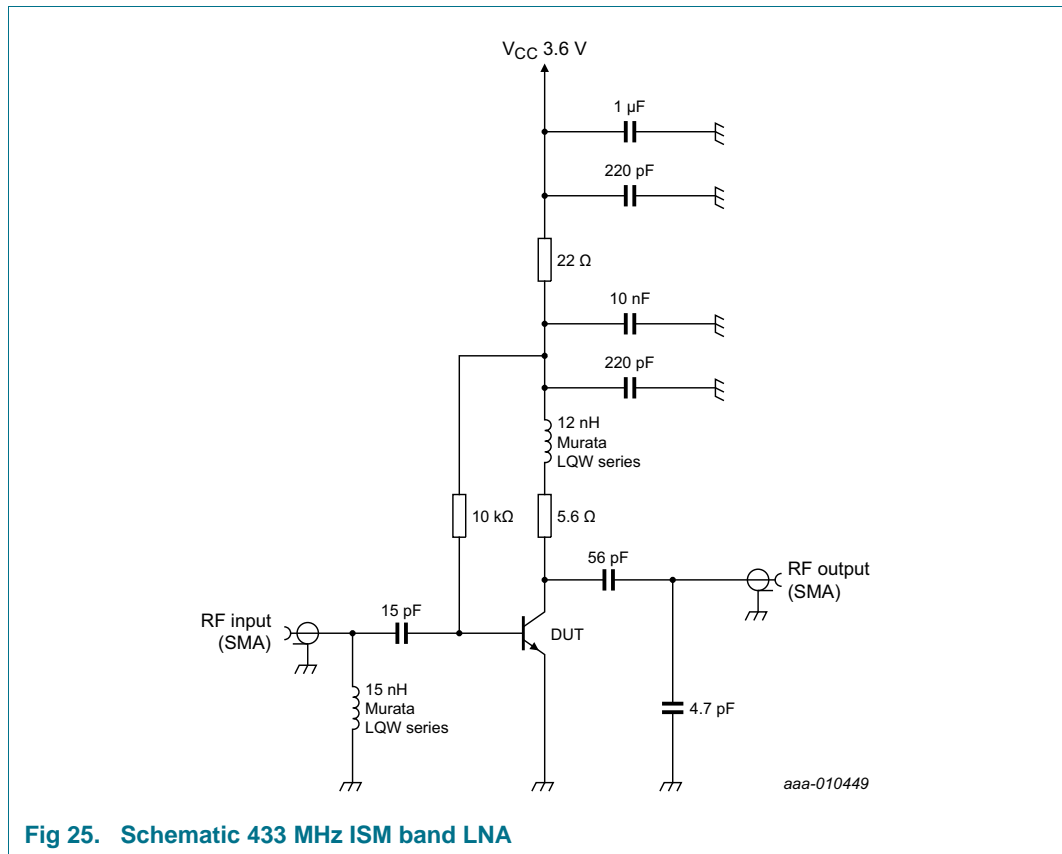 VCC 3.6 V
1 µF
220 pF
22 Ω
10 nF
220 pF
12 nH
Murata
LQW series
10 kΩ
5.6 Ω
56 pF
RF output
(SMA)
15 pF
RF input
(SMA)
DUT
15 nH
Murata
LQW series
4.7 pF
aaa-010449
Fig 25. Schematic 433 MHz ISM band LNA